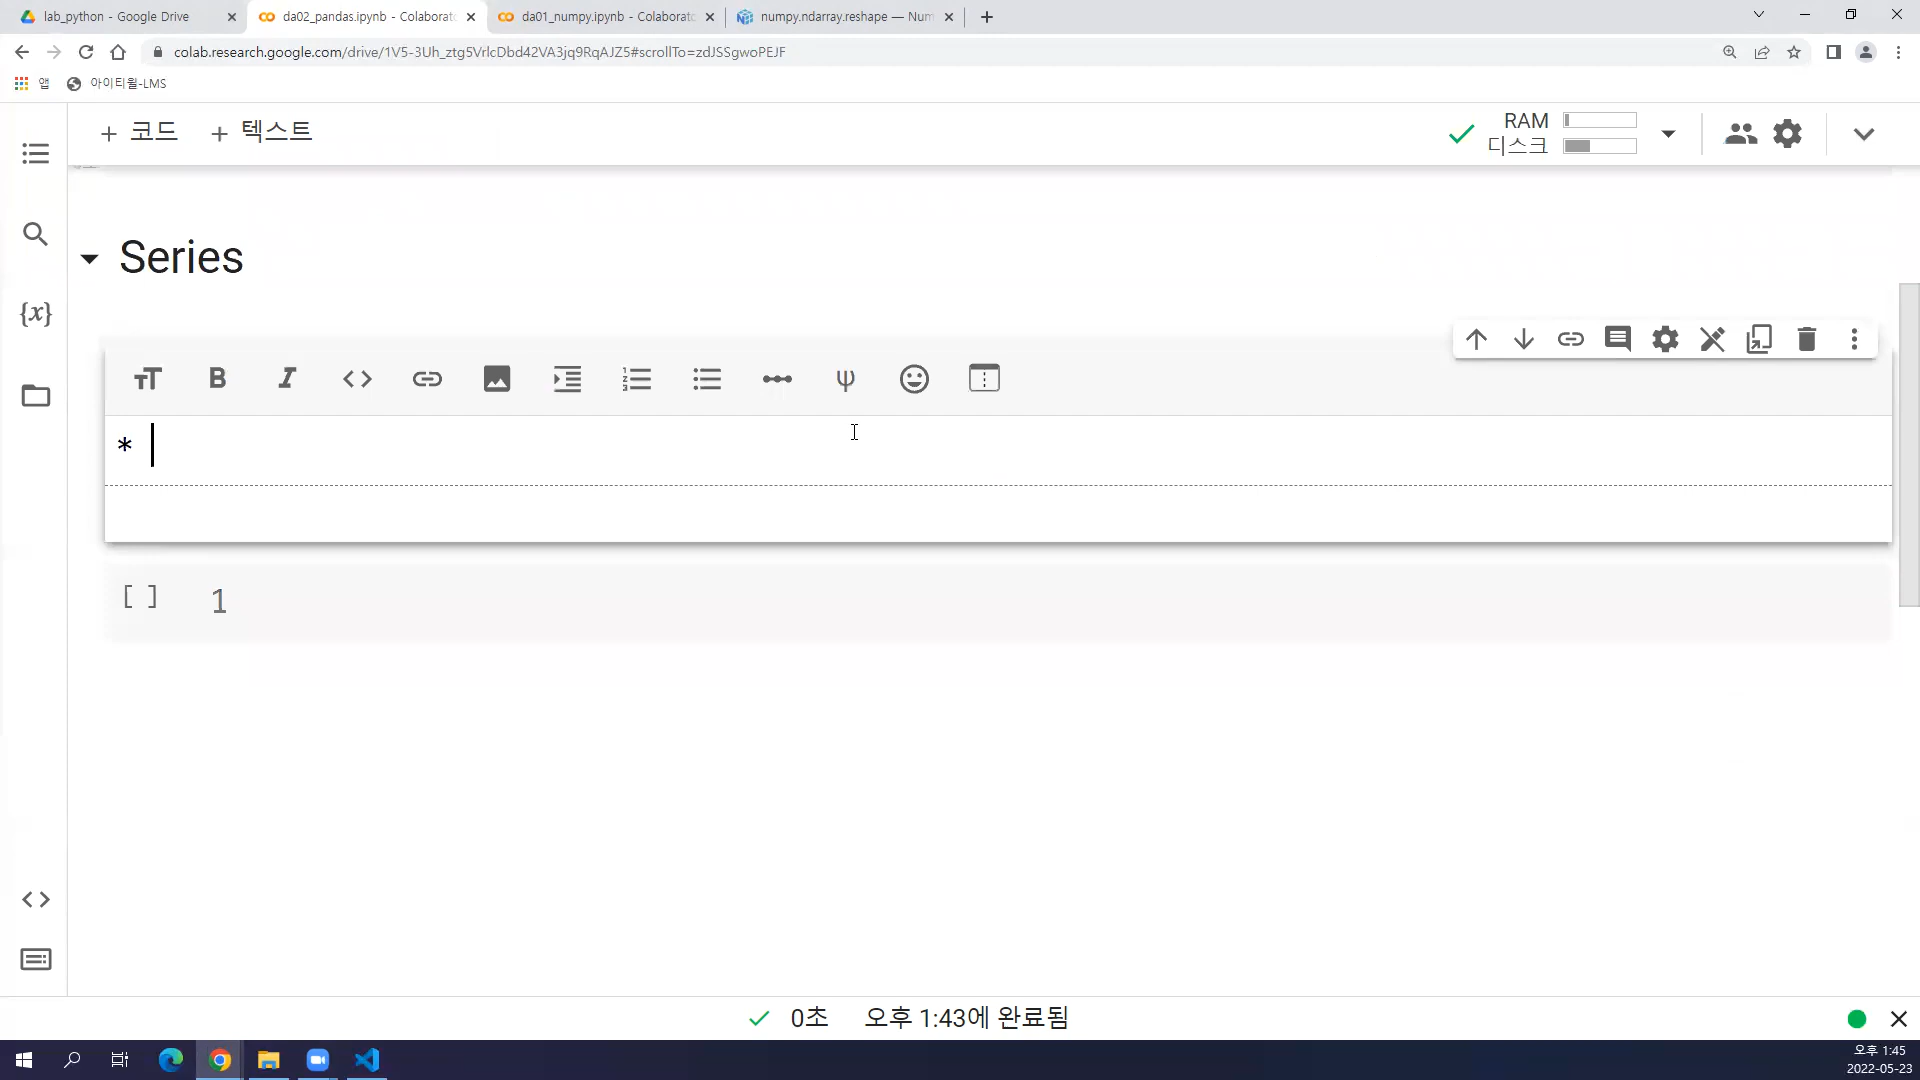 lab_python - Google Drive
da02_pandas.ipynb - Colaborato
da01_numpy.ipynb - Colaborato
numpy.ndarray.reshape — Num
colab.research.google.com/drive/1V5-3Uh_ztg5VrlcDbd42VA3jq9RqAJZ5#scrollTo=zdJSSgwoPEJF
앱
아이티윌-LMS
+ 코드
+ 텍스트
RAM
디스크
Series
{x}
B I <> Ψ
*
[ ] 1
<>
0초 오후 1:43에 완료됨
오후 1:45
2022-05-23